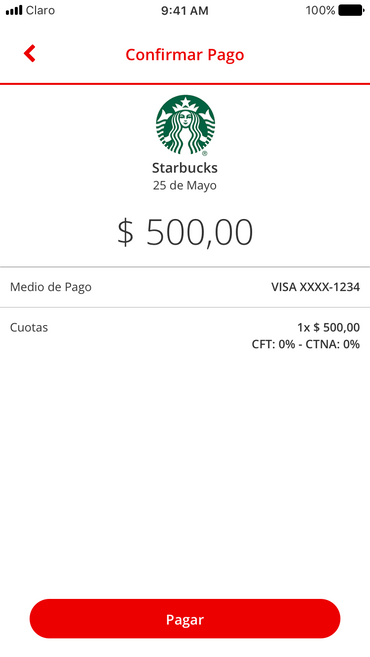 Claro 9:41 AM 100%
Confirmar Pago
Starbucks
25 de Mayo
$ 500,00
Medio de Pago VISA XXXX-1234
Cuotas 1x $ 500,00
CFT: 0% - CTNA: 0%
Pagar